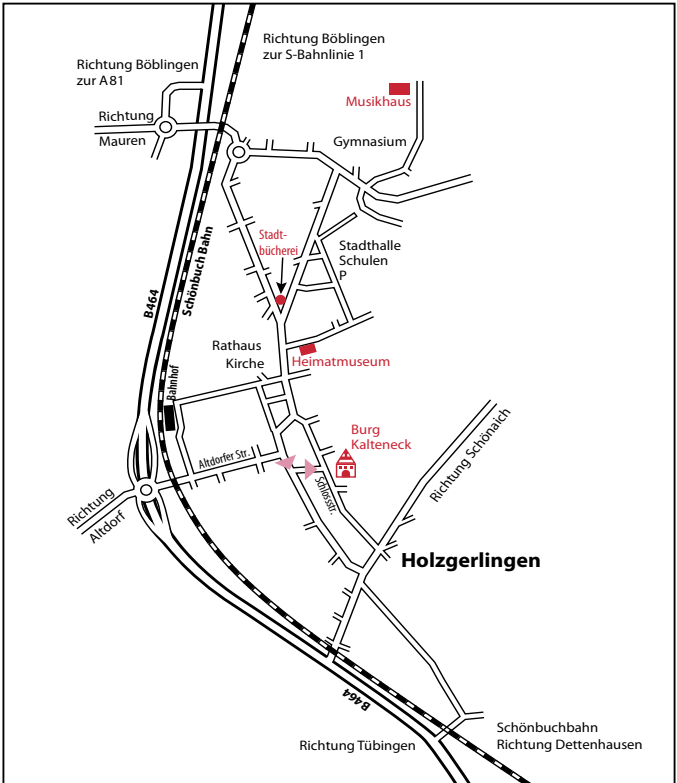 Richtung Böblingen
zur S-Bahnlinie 1
Richtung Böblingen
zur A 81
Musikhaus
Richtung
Mauren
Gymnasium
Stadt-
bücherei
Stadthalle
Schulen
P
Schönbuch Bahn
B464
Rathaus
Kirche
Heimatmuseum
Bahnhof
Burg
Kalteneck
Richtung Schönaich
Altdorfer Str.
Schlossstr.
Richtung
Altdorf
Holzgerlingen
B464
Schönbuchbahn
Richtung Dettenhausen
Richtung Tübingen